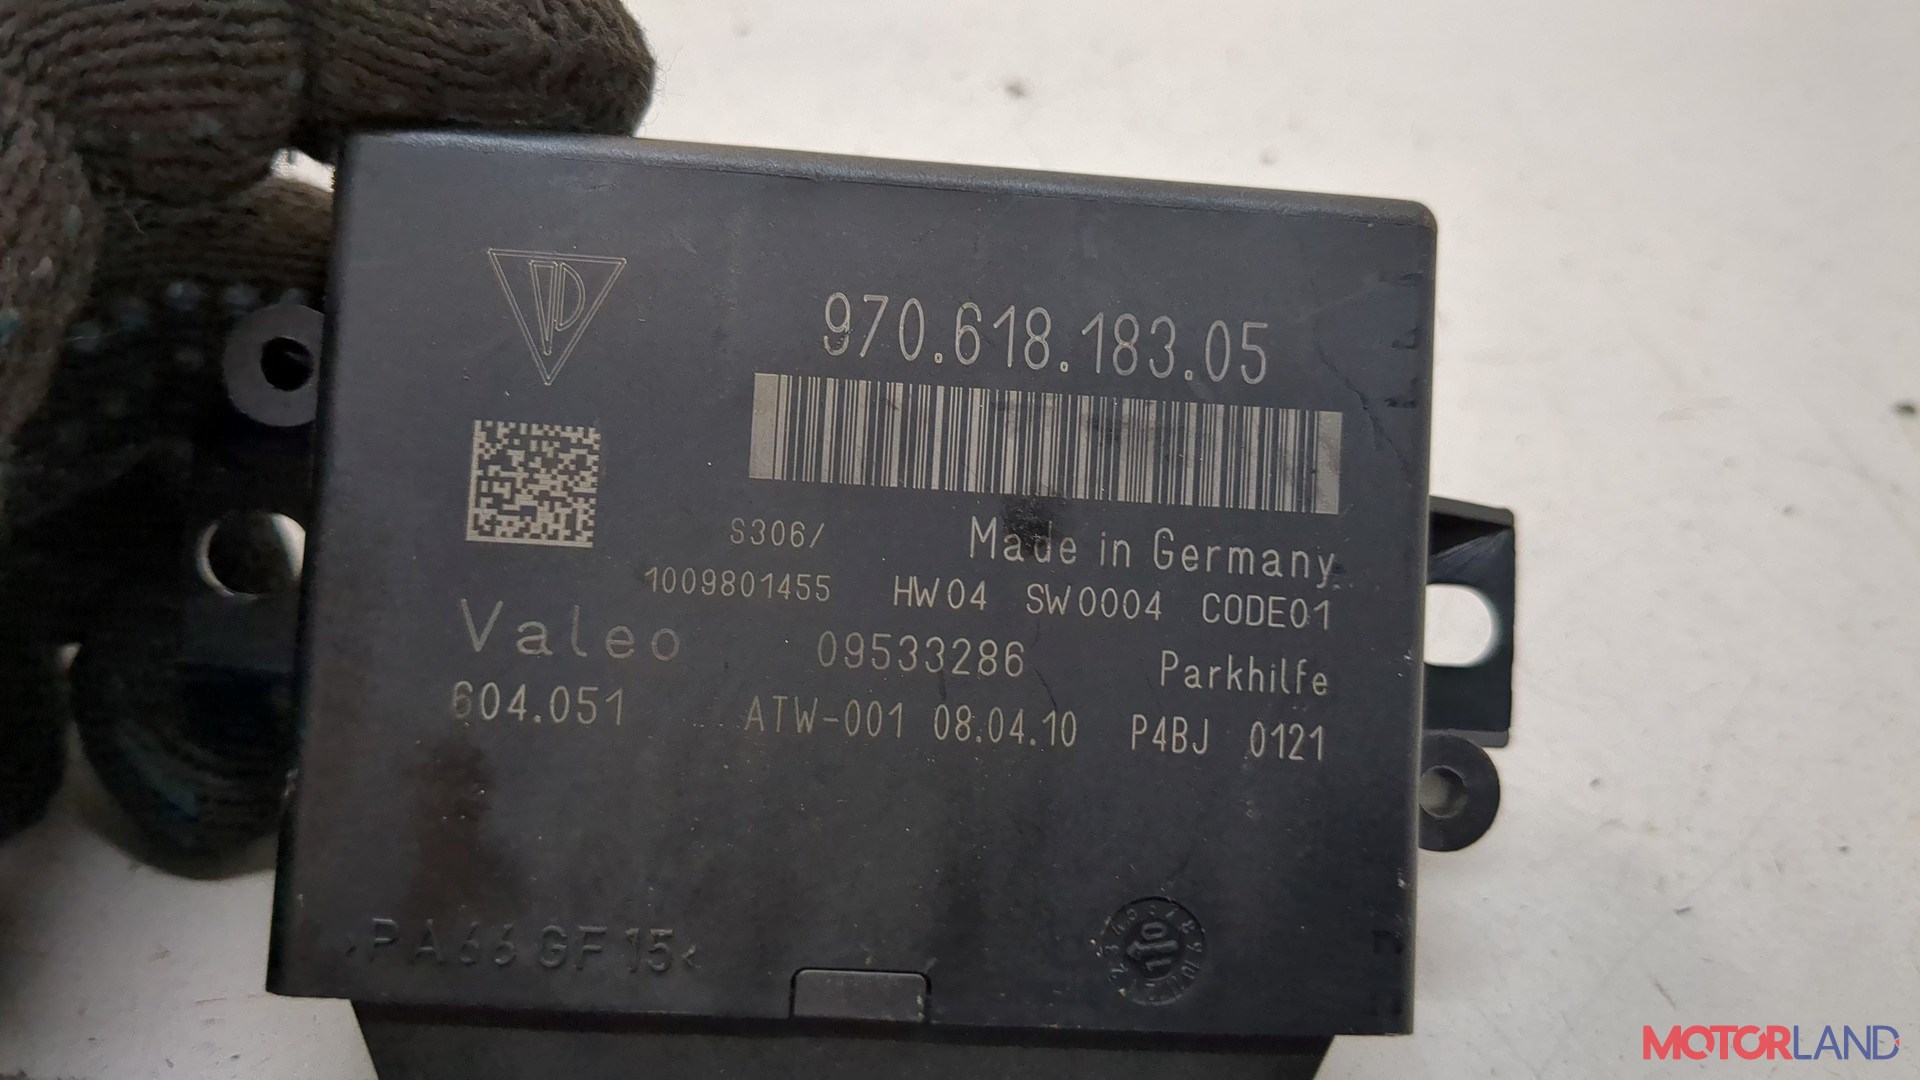 970.618.183.05
S306/
Made in Germany
1009801455 HW04 SW0004 CODE01
Valeo 09533286 Parkhilfe
604.051 ATW-001 08.04.10 P4BJ 0121
>PA66 GF15<
10
MOTORLAND